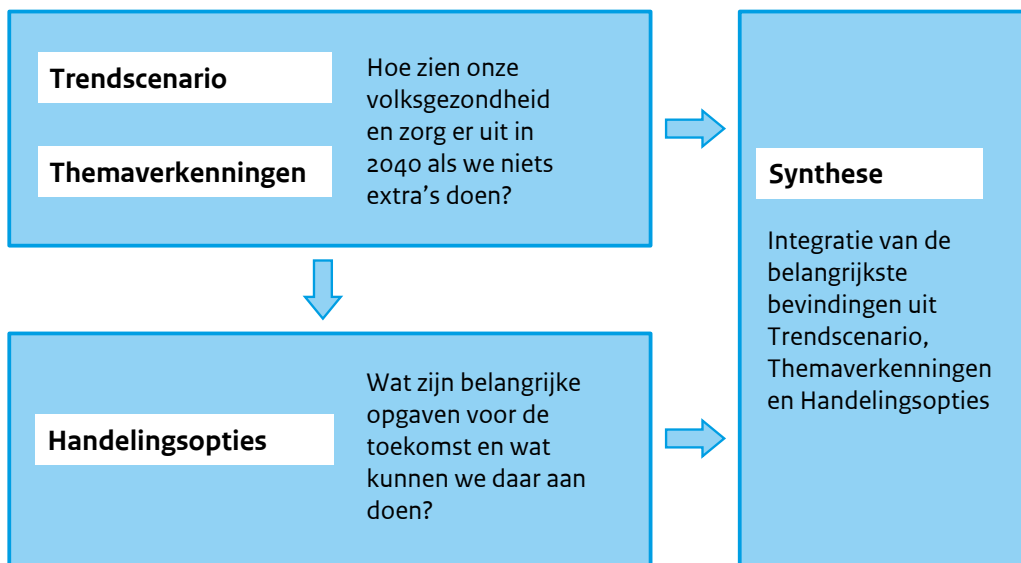 Trendscenario
Themaverkenningen
Hoe zien onze
volksgezondheid
en zorg er uit in
2040 als we niets
extra's doen?
Handelingsopties
Wat zijn belangrijke
opgaven voor de
toekomst en wat
kunnen we daar aan
doen?
Synthese
Integratie van de
belangrijkste
bevindingen uit
Trendscenario,
Themaverkenningen
en Handelingsopties